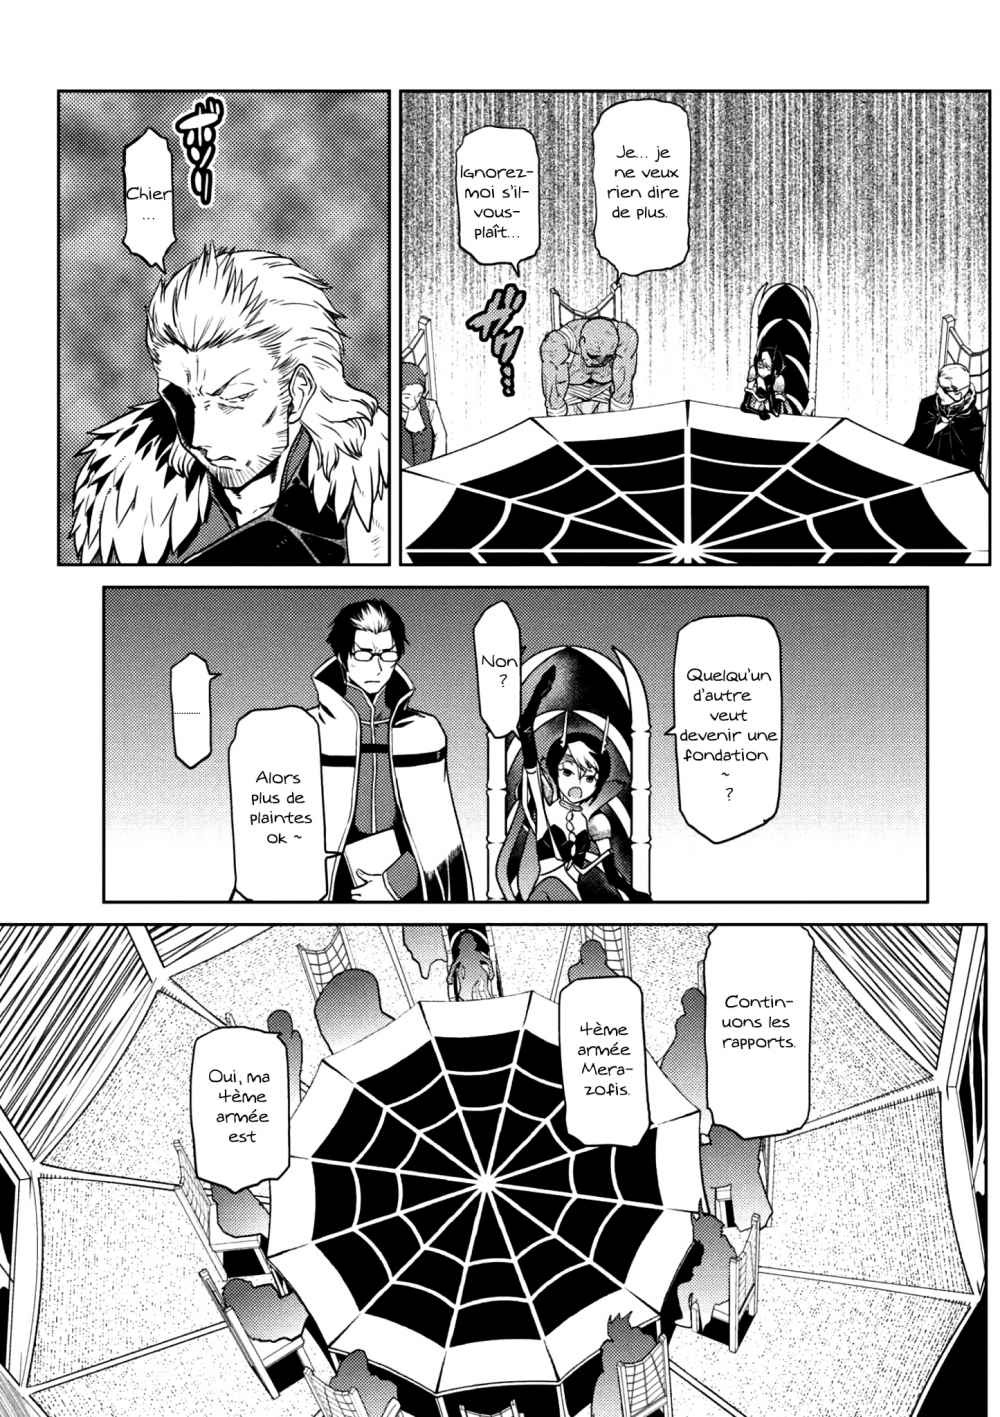 Je... je
ne veux
rien dire
de plus.
Ignorez-
moi s'il-
vous-
plaît...
Chier
...
Quelqu'un
d'autre
veut
devenir une
fondation
~
?
Non
?
Alors
plus de
plaintes
ok ~
............
Contin-
uons les
rapports.
4ème
armée
Mera-
zofis.
Oui, ma
4ème
armée
est